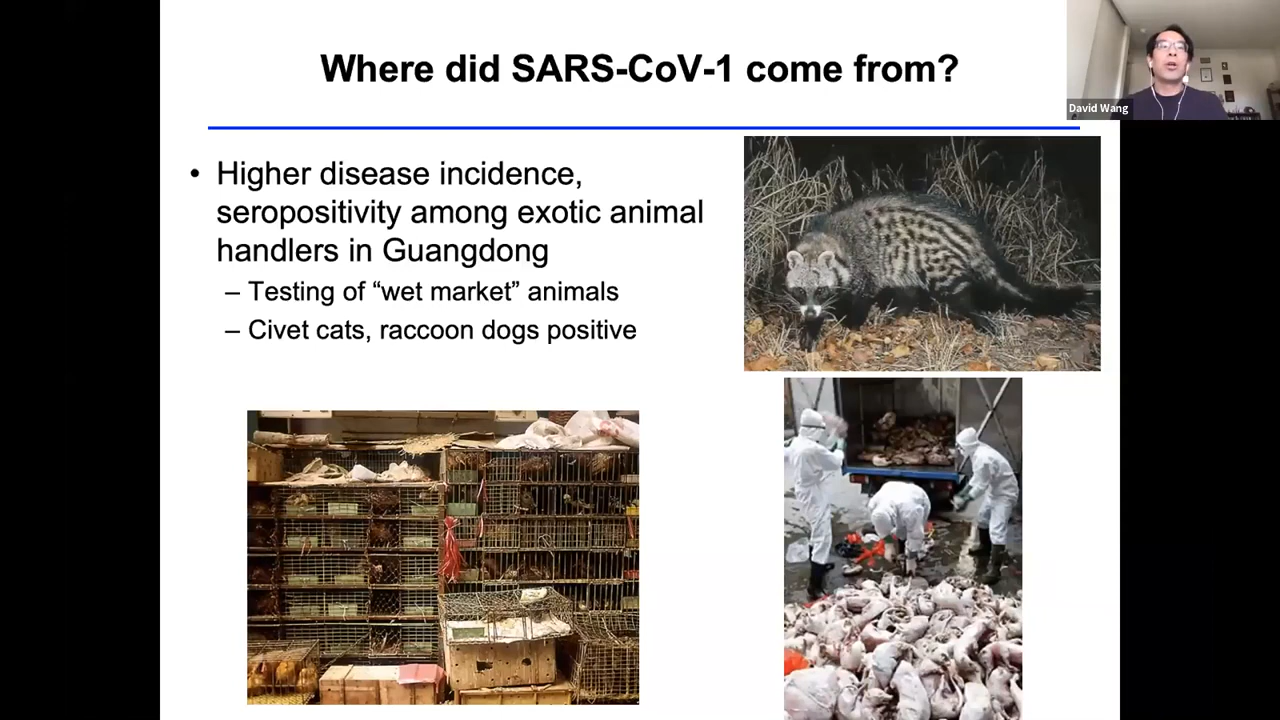 Where did SARS-CoV-1 come from?
David Wang
• Higher disease incidence,
seropositivity among exotic animal
handlers in Guangdong
– Testing of “wet market” animals
– Civet cats, raccoon dogs positive